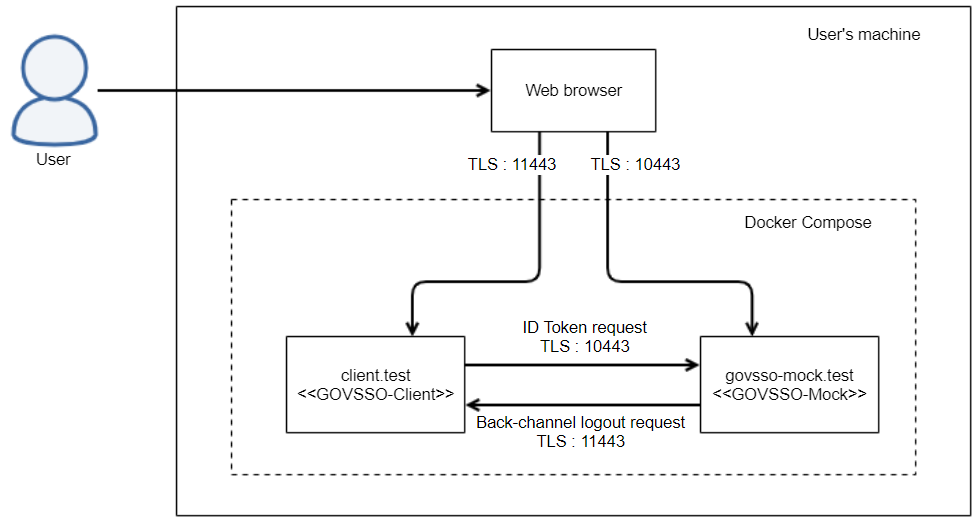 User's machine
Web browser
User
TLS : 11443
TLS : 10443
Docker Compose
ID Token request
TLS : 10443
client.test
<<GOVSSO-Client>>
govsso-mock.test
<<GOVSSO-Mock>>
Back-channel logout request
TLS : 11443